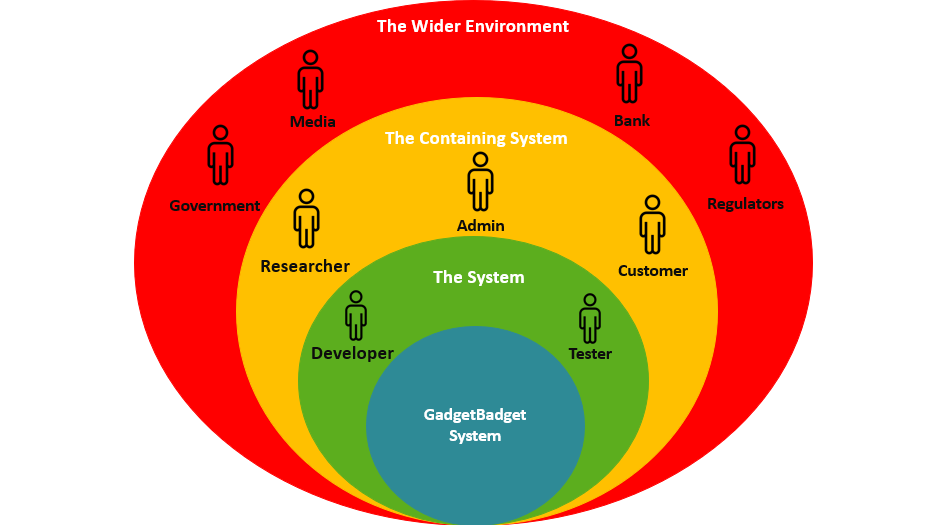 The Wider Environment
Media
Bank
Government
Regulators
The Containing System
Admin
Researcher
Customer
The System
Developer
Tester
GadgetBadget
System